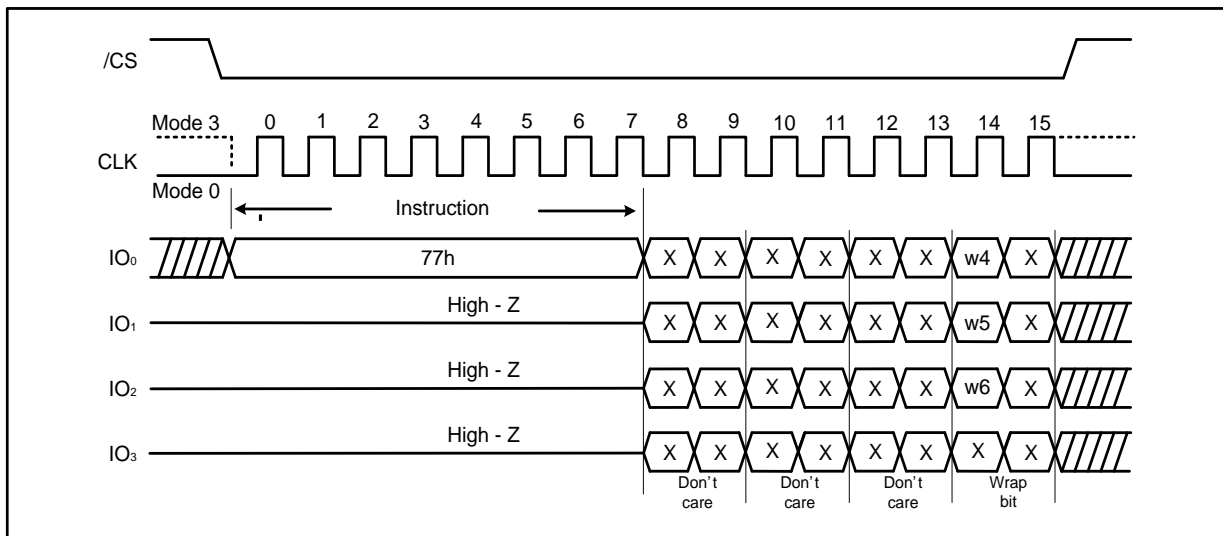 /CS
Mode 3 0 1 2 3 4 5 6 7 8 9 10 11 12 13 14 15
CLK
Mode 0
Instruction
IO0 77h X X X X X X w4 X
High - Z
IO1 X X X X X X w5 X
High - Z
IO2 X X X X X X w6 X
High - Z
IO3 X X X X X X X X
Don't Don't Don't Wrap
care care care bit